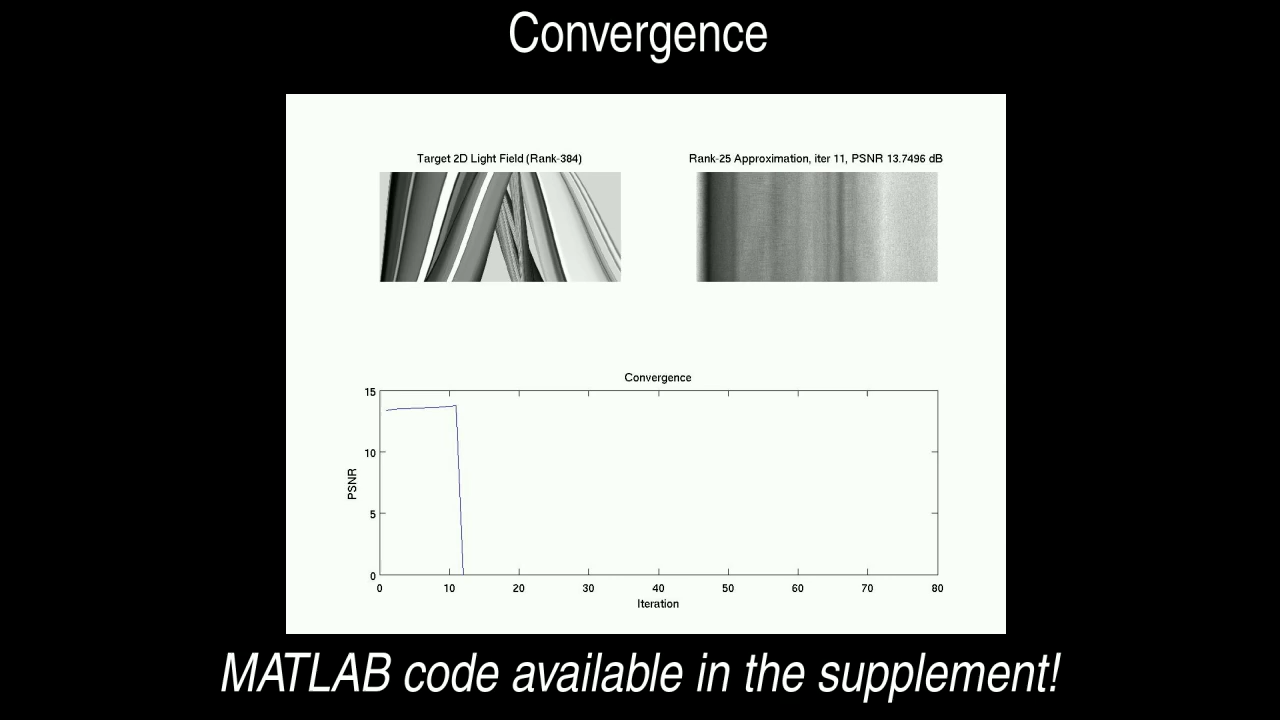 Convergence
Target 2D Light Field (Rank-384)
Rank-25 Approximation, iter 11, PSNR 13.7496 dB
Convergence
15
10
5
0
PSNR
0 10 20 30 40 50 60 70 80
Iteration
MATLAB code available in the supplement!